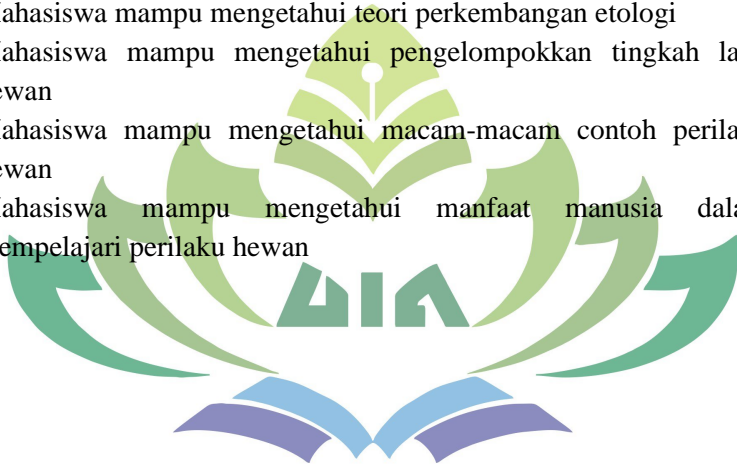 ahasiswa mampu mengetahui teori perkembangan etologi
ahasiswa mampu mengetahui pengelompokkan tingkah la
ewan
ahasiswa mampu mengetahui macam-macam contoh perila
ewan
ahasiswa mampu mengetahui manfaat manusia dala
empelajari perilaku hewan